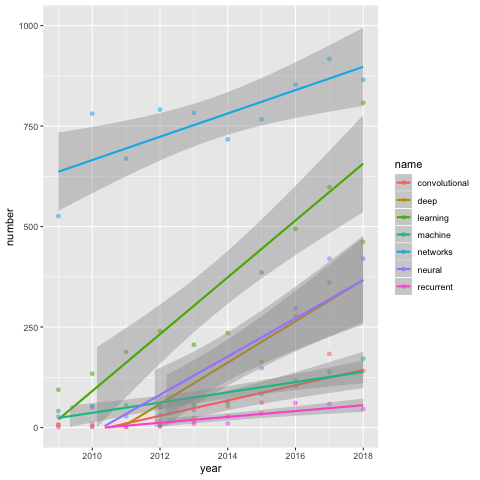 1000
750
500
250
0
number
2010
2012
2014
2016
2018
year
name
convolutional
deep
learning
machine
networks
neural
recurrent